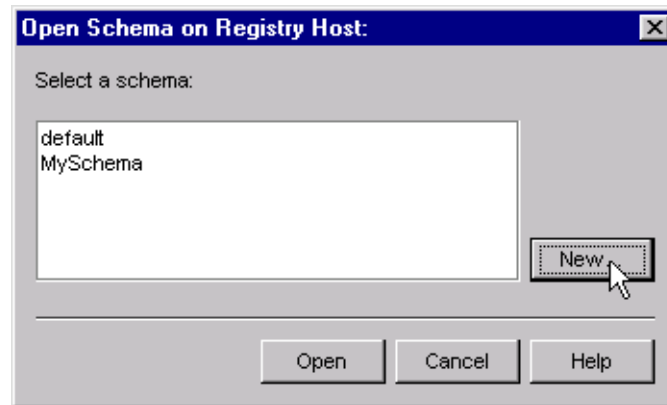 Open Schema on Registry Host:
Select a schema:
default
MySchema
New...
Open Cancel Help